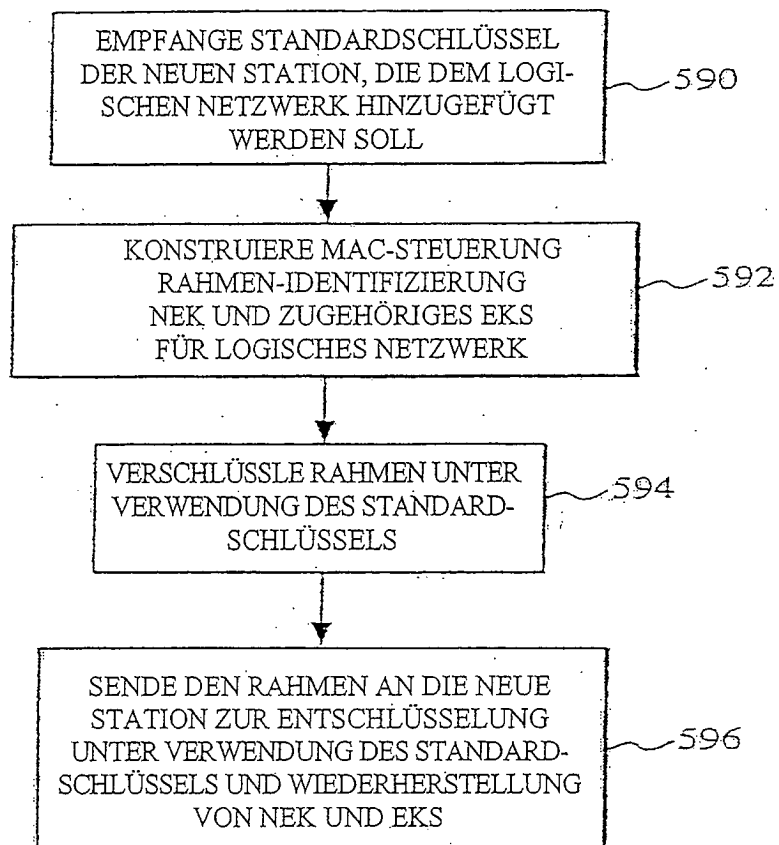 EMPFANGE STANDARDSCHLÜSSEL
DER NEUEN STATION, DIE DEM LOGI-
SCHEN NETZWERK HINZUGEFÜGT
WERDEN SOLL
590
KONSTRUIERE MAC-STEUERUNG
RAHMEN-IDENTIFIZIERUNG
NEK UND ZUGEHÖRIGES EKS
FÜR LOGISCHES NETZWERK
592
VERSCHLÜSSLE RAHMEN UNTER
VERWENDUNG DES STANDARD-
SCHLÜSSELS
594
SENDE DEN RAHMEN AN DIE NEUE
STATION ZUR ENTSCHLÜSSELUNG
UNTER VERWENDUNG DES STANDARD-
SCHLÜSSELS UND WIEDERHERSTELLUNG
VON NEK UND EKS
596